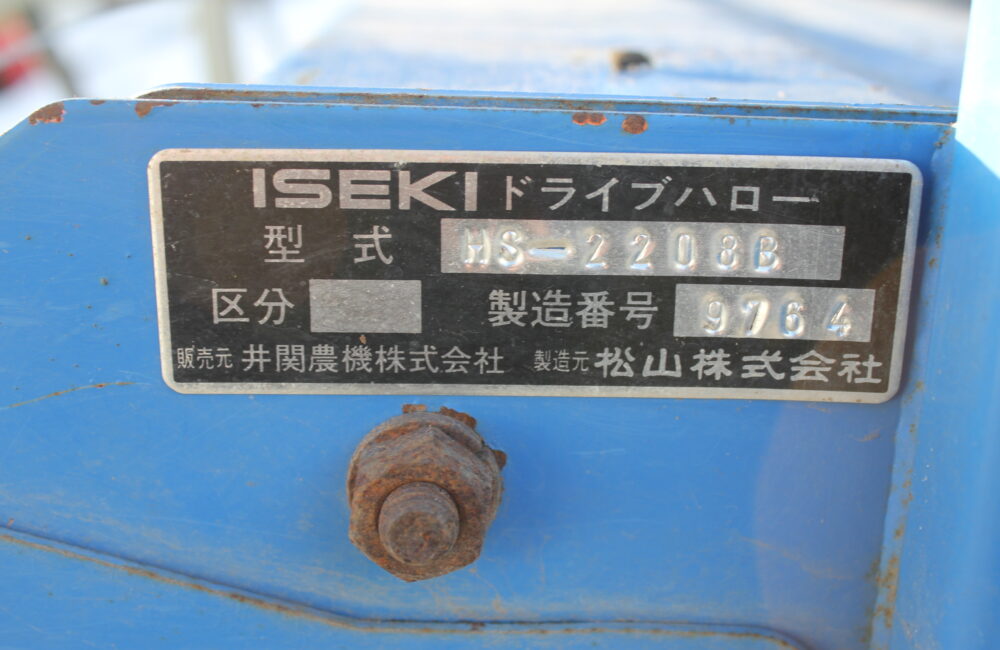 ISEKI ドライブハロー
型式 HS-2208B
区分 製造番号 9764
販売元 井関農機株式会社 製造元 松山株式会社